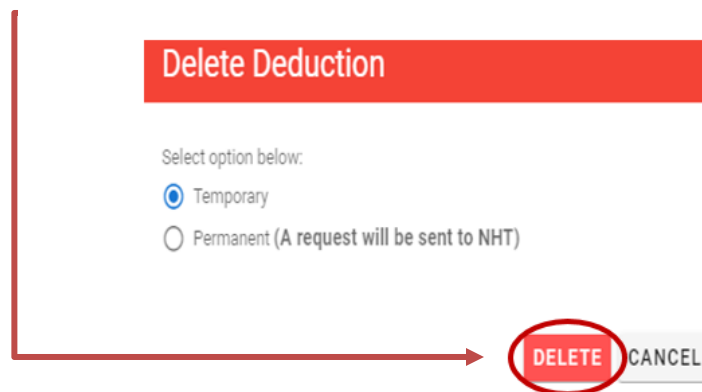 Delete Deduction
Select option below:
Temporary
Permanent (A request will be sent to NHT)
DELETE CANCEL